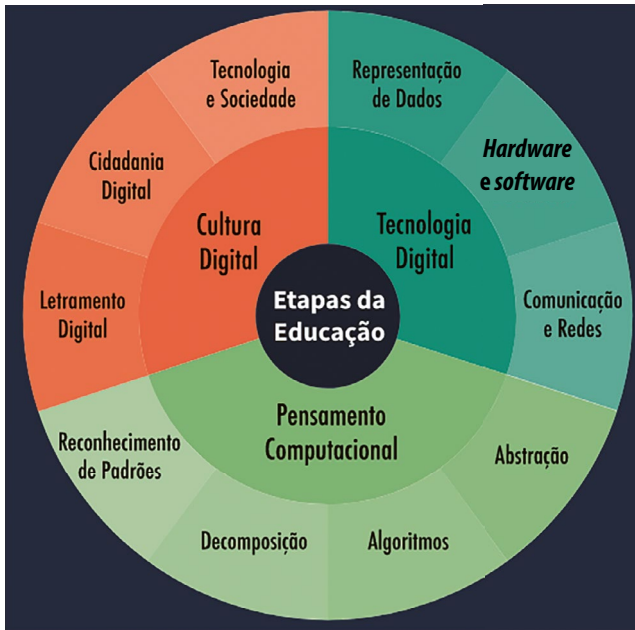 Tecnologia
e Sociedade
Representação
de Dados
Hardware
e software
Cidadania
Digital
Cultura
Digital
Tecnologia
Digital
Letramento
Digital
Etapas da
Educação
Comunicação
e Redes
Pensamento
Computacional
Reconhecimento
de Padrões
Abstração
Decomposição
Algoritmos